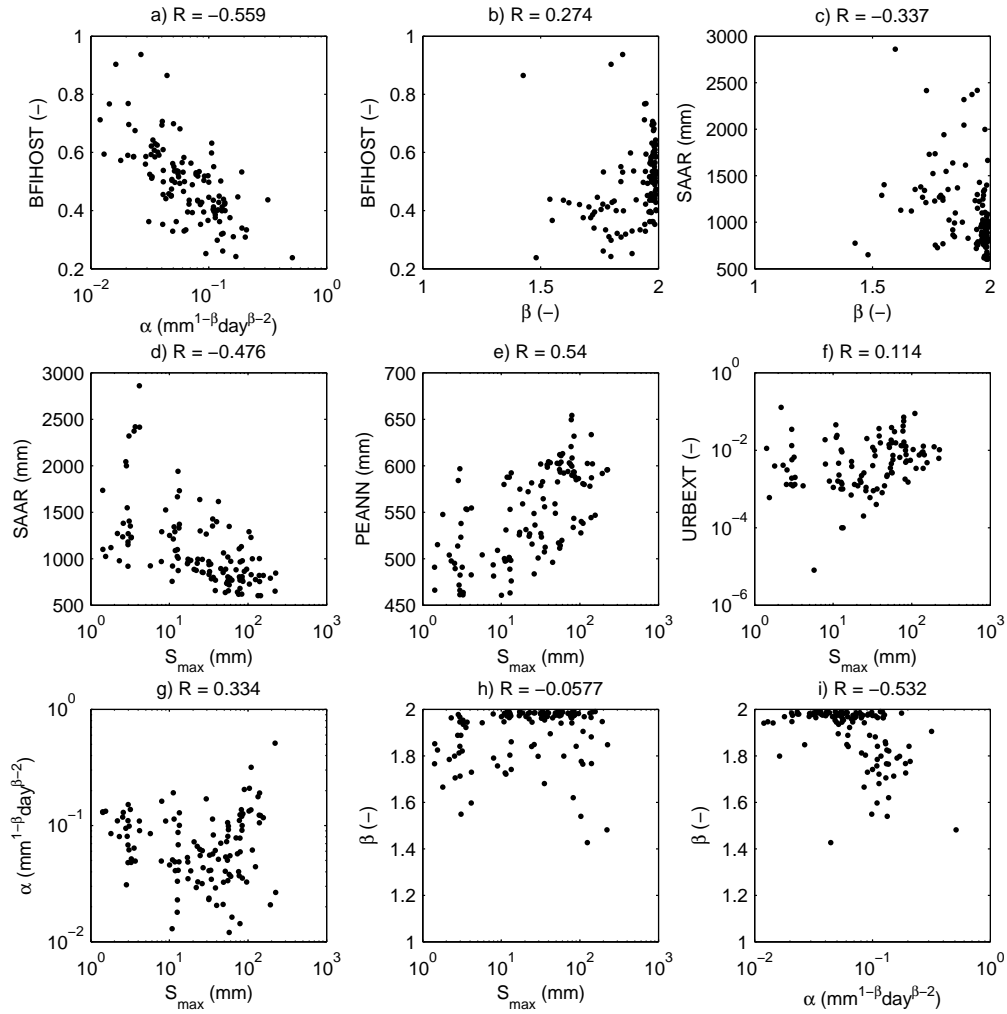 a) R = −0.559
1
0.8
0.6
0.4
0.2
BFIHOST (−)
10^−2 10^−1 10^0
α (mm^1−β day^β−2)
b) R = 0.274
1
0.8
0.6
0.4
0.2
BFIHOST (−)
1 1.5 2
β (−)
c) R = −0.337
3000
2500
2000
1500
1000
500
SAAR (mm)
1 1.5 2
β (−)
d) R = −0.476
3000
2500
2000
1500
1000
500
SAAR (mm)
10^0 10^1 10^2 10^3
S_max (mm)
e) R = 0.54
700
650
600
550
500
450
PEANN (mm)
10^0 10^1 10^2 10^3
S_max (mm)
f) R = 0.114
10^0
10^−2
10^−4
10^−6
URBEXT (−)
10^0 10^1 10^2 10^3
S_max (mm)
g) R = 0.334
10^0
10^−1
10^−2
α (mm^1−β day^β−2)
10^0 10^1 10^2 10^3
S_max (mm)
h) R = −0.0577
2
1.8
1.6
1.4
1.2
1
β (−)
10^0 10^1 10^2 10^3
S_max (mm)
i) R = −0.532
2
1.8
1.6
1.4
1.2
1
β (−)
10^−2 10^−1 10^0
α (mm^1−β day^β−2)